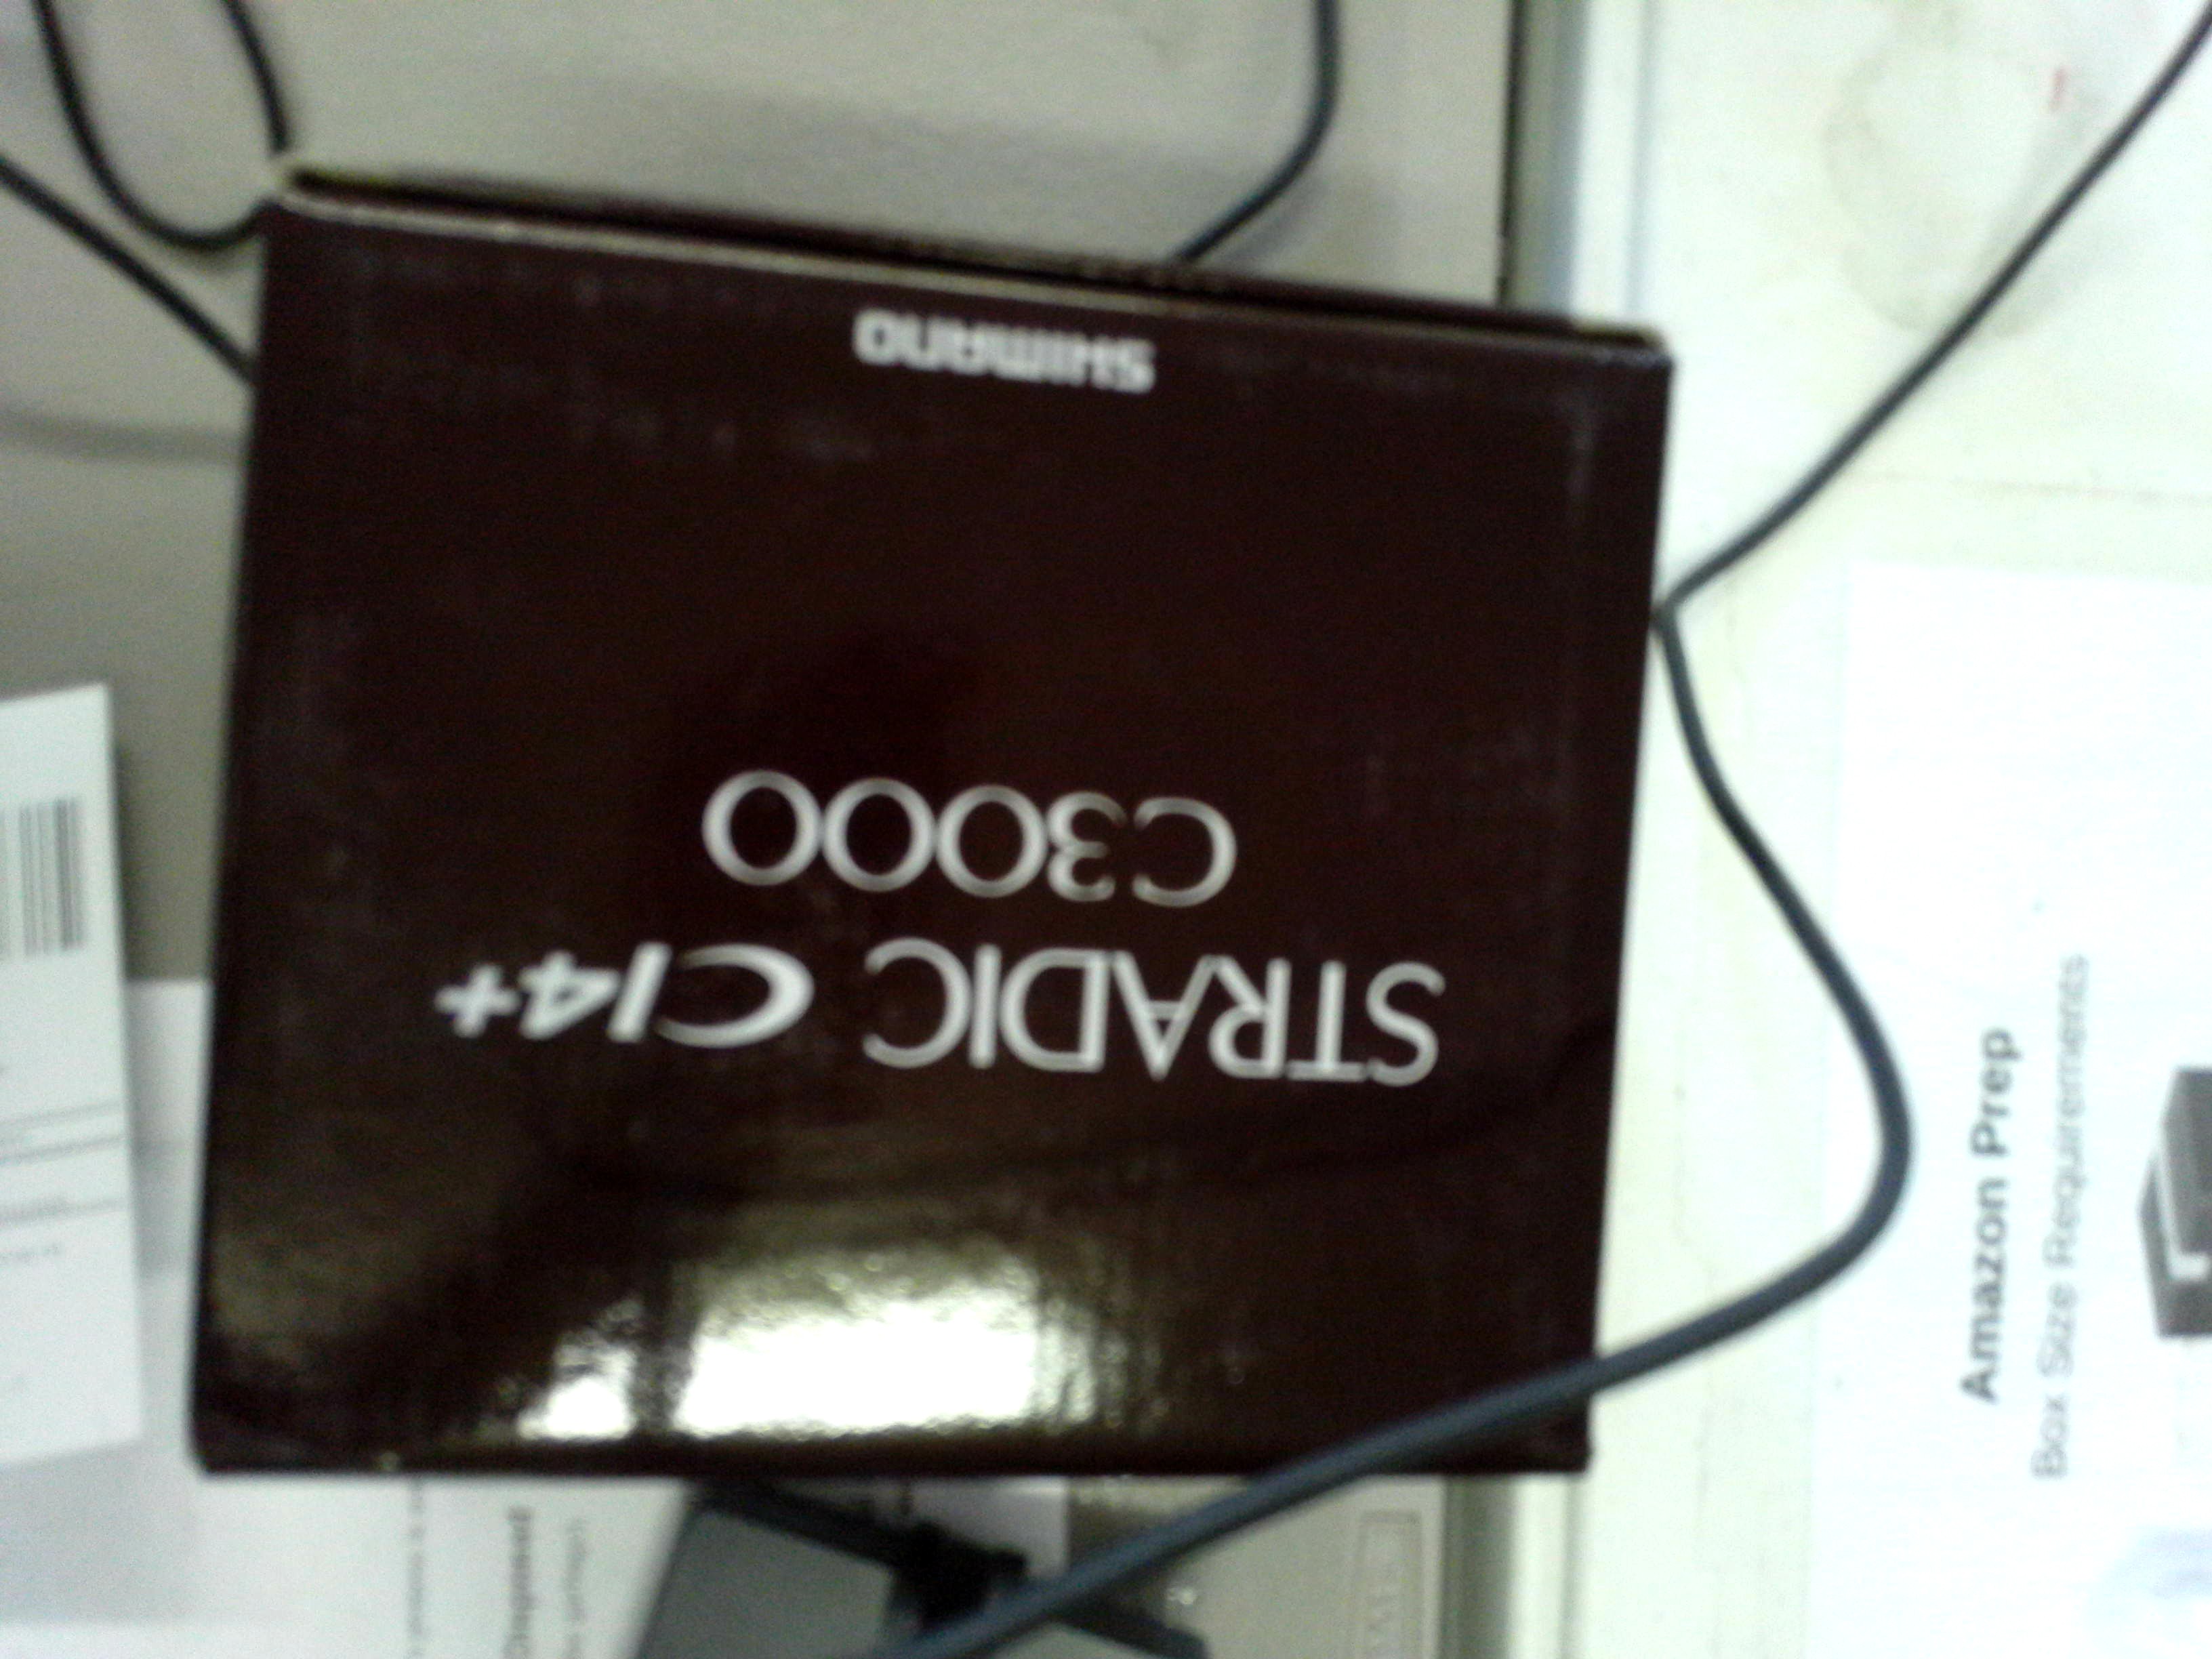 STRADIC CI4+
C3000
SHIMANO
Amazon Prep
Box Size Requirements